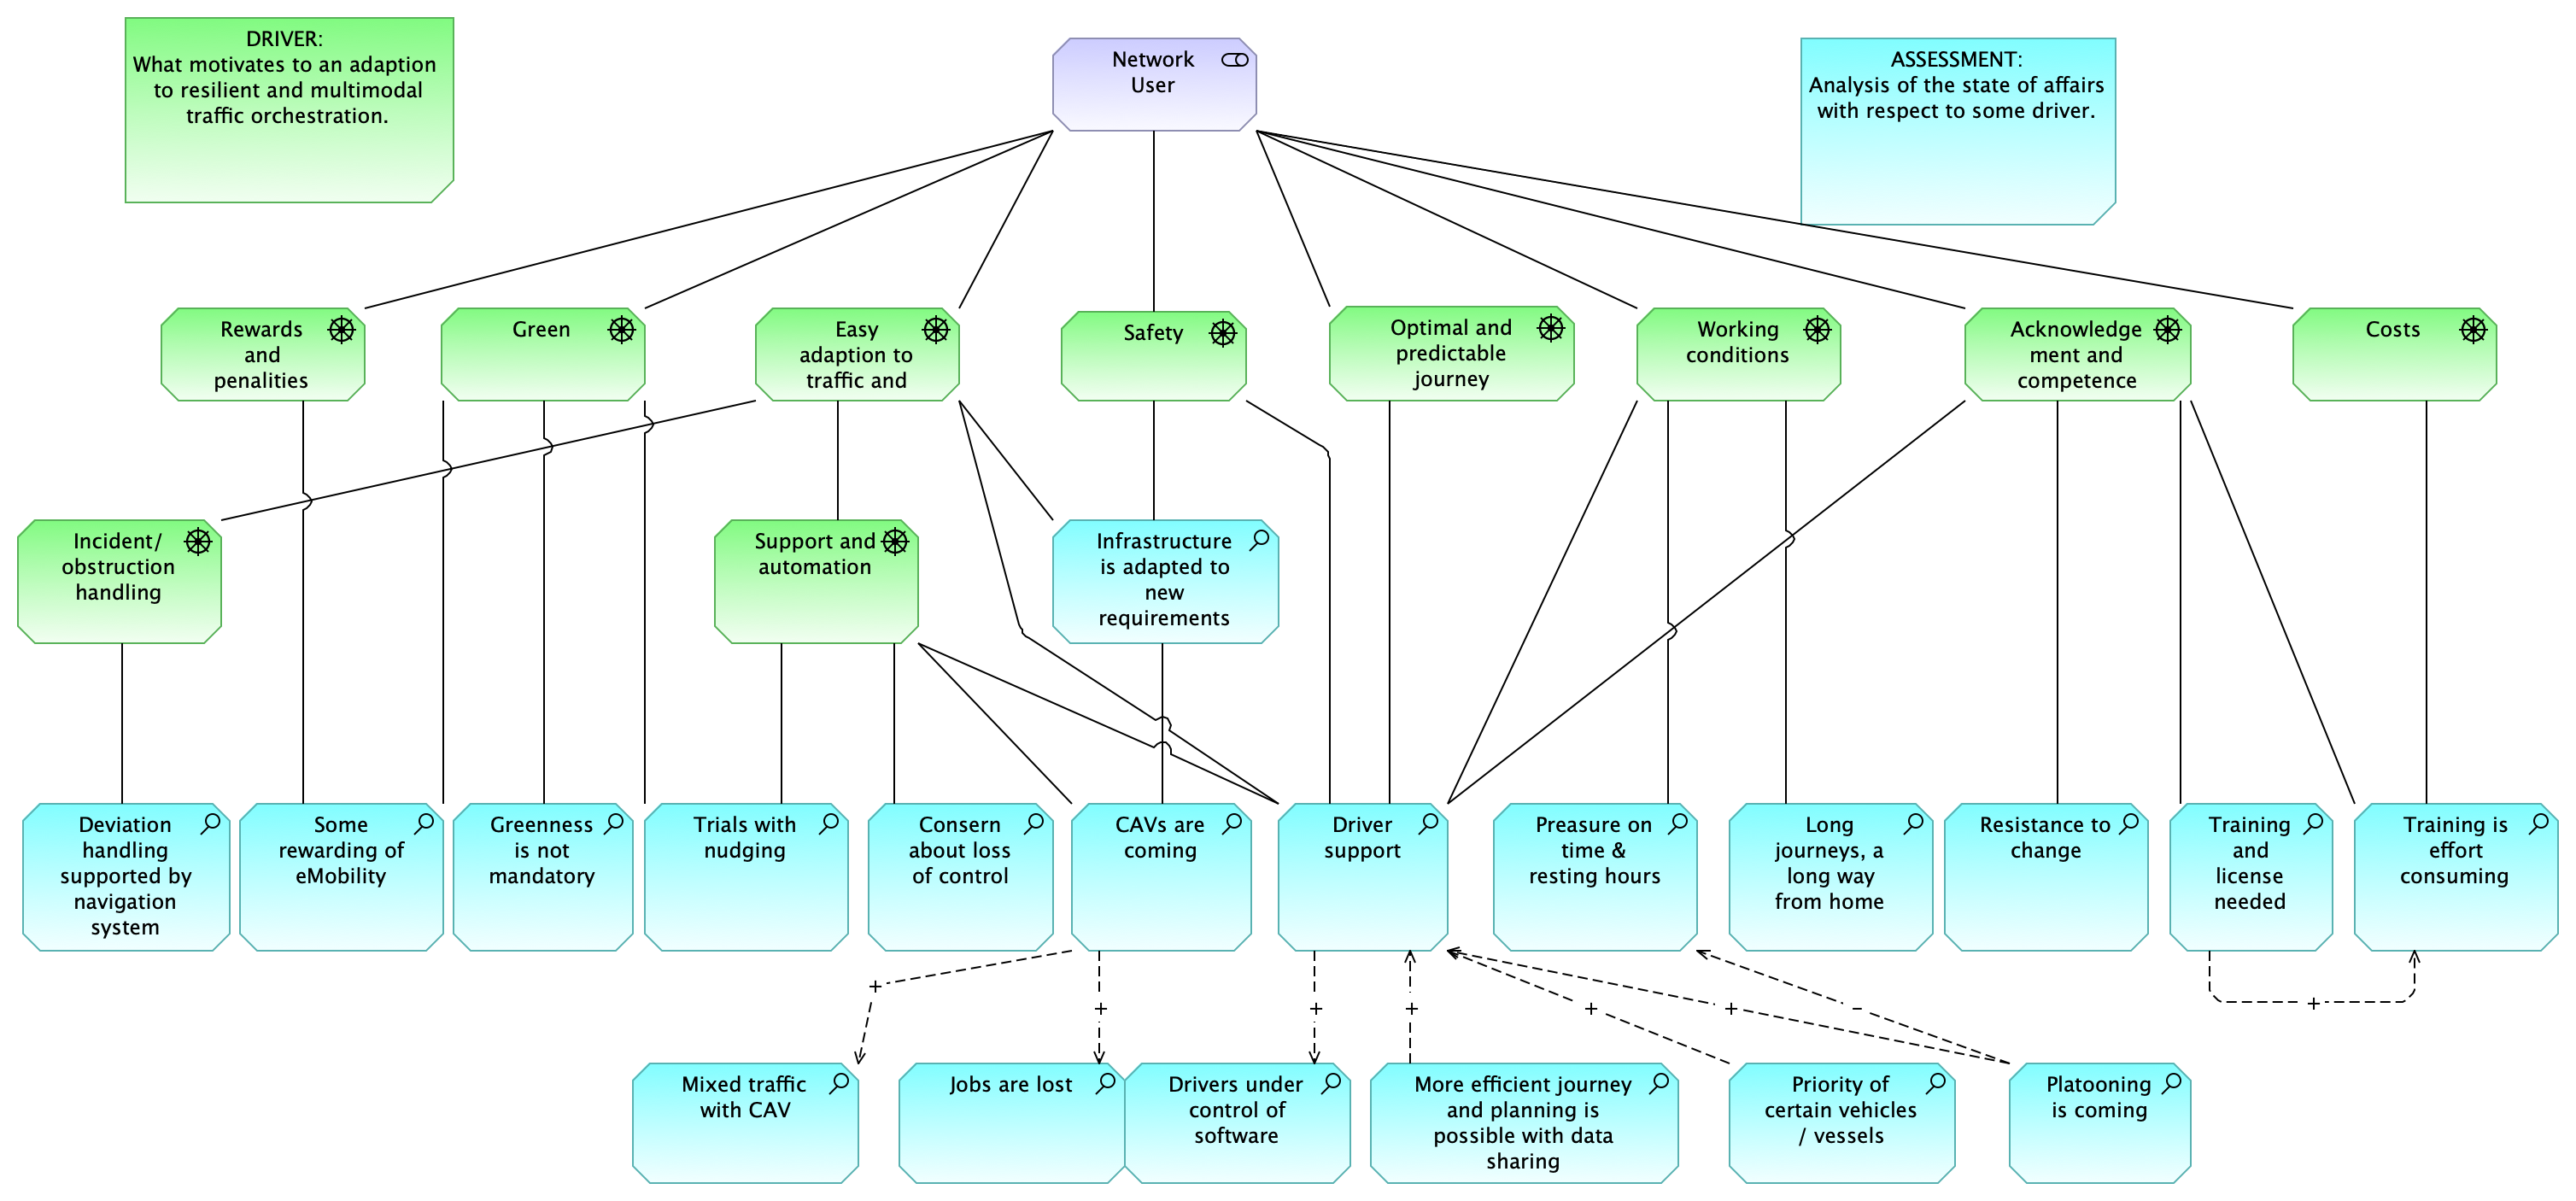 DRIVER:
What motivates to an adaption
to resilient and multimodal
traffic orchestration.
Network
User
ASSESSMENT:
Analysis of the state of affairs
with respect to some driver.
Rewards
and
penalities
Green
Easy
adaption to
traffic and
Safety
Optimal and
predictable
journey
Working
conditions
Acknowledge
ment and
competence
Costs
Incident/
obstruction
handling
Support and
automation
Infrastructure
is adapted to
new
requirements
Deviation
handling
supported by
navigation
system
Some
rewarding of
eMobility
Greenness
is not
mandatory
Trials with
nudging
Consern
about loss
of control
CAVs are
coming
Driver
support
Preasure on
time &
resting hours
Long
journeys, a
long way
from home
Resistance to
change
Training
and
license
needed
Training is
effort
consuming
+
+
+
+
+
+
-
+
Mixed traffic
with CAV
Jobs are lost
Drivers under
control of
software
More efficient journey
and planning is
possible with data
sharing
Priority of
certain vehicles
/ vessels
Platooning
is coming